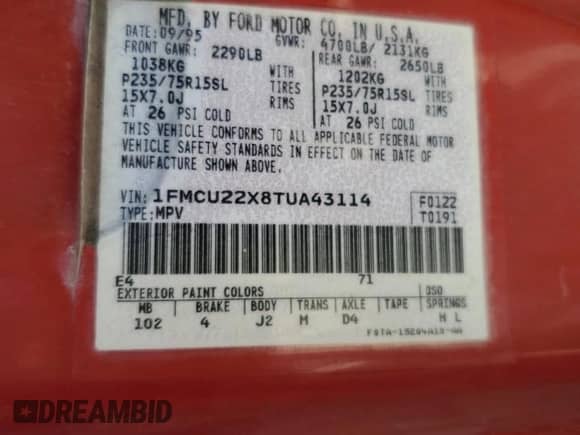 MFD. BY FORD MOTOR CO. IN U.S.A.
DATE: 09/95 GVWR: 4700LB/ 2131KG
FRONT GAWR: 2290LB REAR GAWR: 2650LB
1038KG WITH 1202KG WITH
P235/75R15SL TIRES P235/75R15SL TIRES
15X7.0J RIMS 15X7.0J RIMS
AT 26 PSI COLD AT 26 PSI COLD
THIS VEHICLE CONFORMS TO ALL APPLICABLE FEDERAL MOTOR
VEHICLE SAFETY STANDARDS IN EFFECT ON THE DATE OF
MANUFACTURE SHOWN ABOVE.
VIN: 1FMCU22X8TUA43114 F0122
TYPE: MPV T0191
E4 71
EXTERIOR PAINT COLORS DSO
MB BRAKE BODY TRANS AXLE TAPE SPRINGS
102 4 J2 M D4 H L
DREAMBID